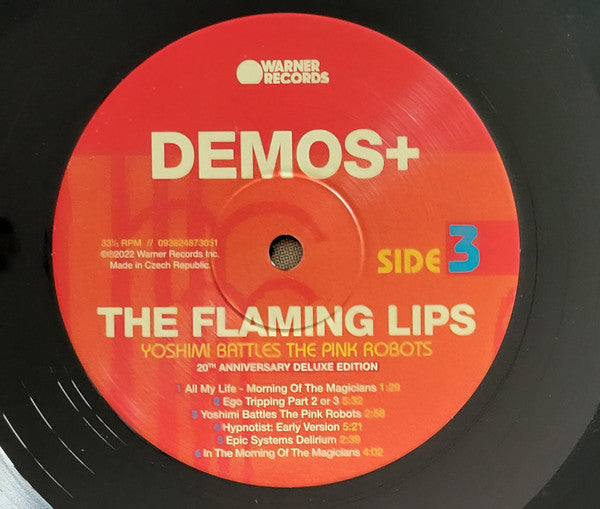 WARNER
RECORDS
DEMOS+
33⅓ RPM // 093624873051
℗©2022 Warner Records Inc.
Made in Czech Republic.
SIDE 3
THE FLAMING LIPS
YOSHIMI BATTLES THE PINK ROBOTS
20TH ANNIVERSARY DELUXE EDITION
1 All My Life - Morning Of The Magicians 1:29
2 Ego Tripping Part 2 or 3 5:32
3 Yoshimi Battles The Pink Robots 2:58
4 Hypnotist: Early Version 5:21
5 Epic Systems Delirium 2:39
6 In The Morning Of The Magicians 4:02